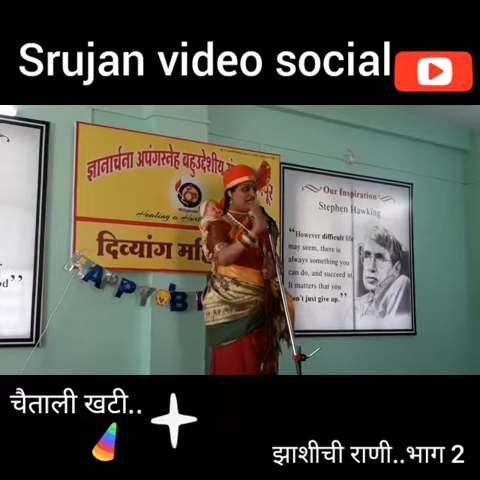 Srujan video social
ज्ञानार्चना अपंगस्नेह बहुउद्देशीय
Healing a
दिव्यांग
HAPPY B
Our Inspiration
Stephen Hawking
“However difficult life
may seem, there is
always something you
can do, and succeed at.
It matters that you
don't just give up.”
चैताली खटी..
झाशीची राणी..भाग 2